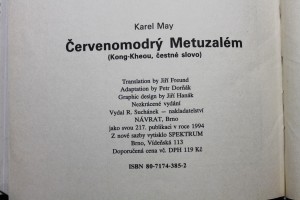 Karel May
Červenomodrý Metuzalém
(Kong-Kheou, čestné slovo)
Translation by Jiří Freund
Adaptation by Petr Dorňák
Graphic design by Jiří Hanák
Nezkrácené vydání
Vydal R. Suchánek — nakladatelství
NÁVRAT, Brno
jako svou 217. publikaci v roce 1994
Z nové sazby vytisklo SPEKTRUM
Brno, Vídeňská 113
Doporučená cena vč. DPH 119 Kč
ISBN 80-7174-385-2